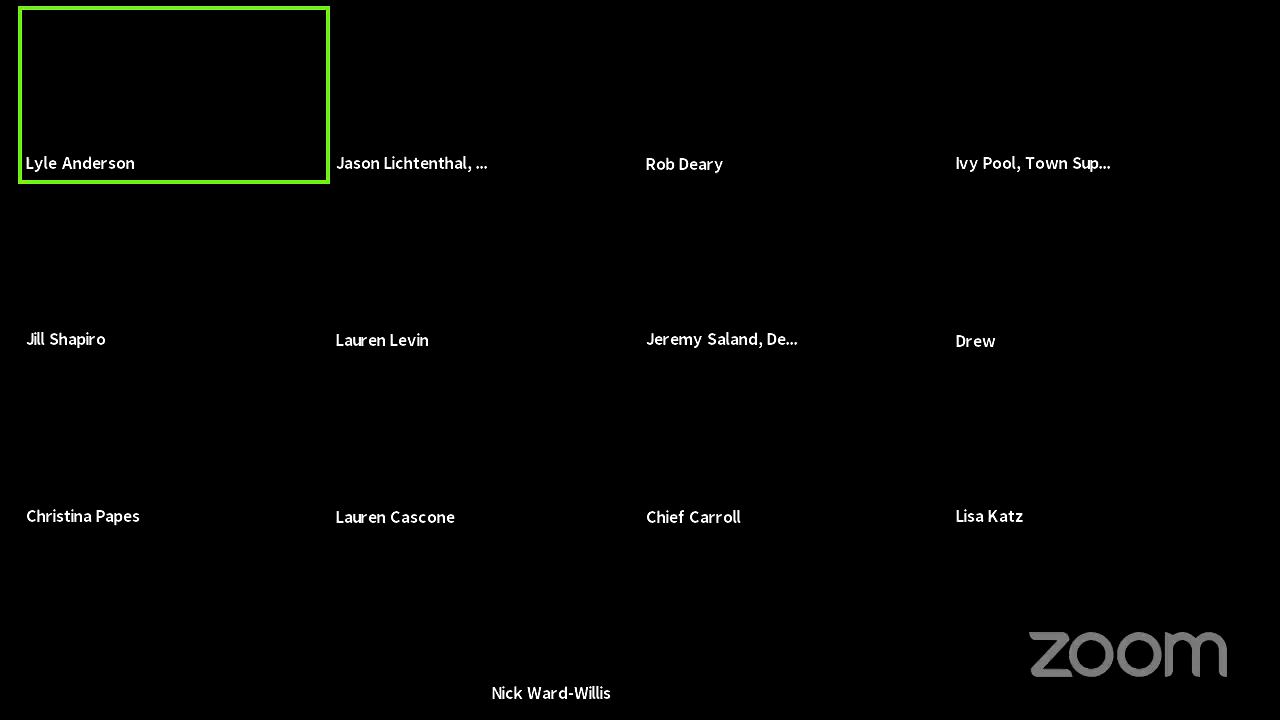 Lyle Anderson
Jason Lichtenthal, ...
Rob Deary
Ivy Pool, Town Sup...
Jill Shapiro
Lauren Levin
Jeremy Saland, De...
Drew
Christina Papes
Lauren Cascone
Chief Carroll
Lisa Katz
zoom
Nick Ward-Willis